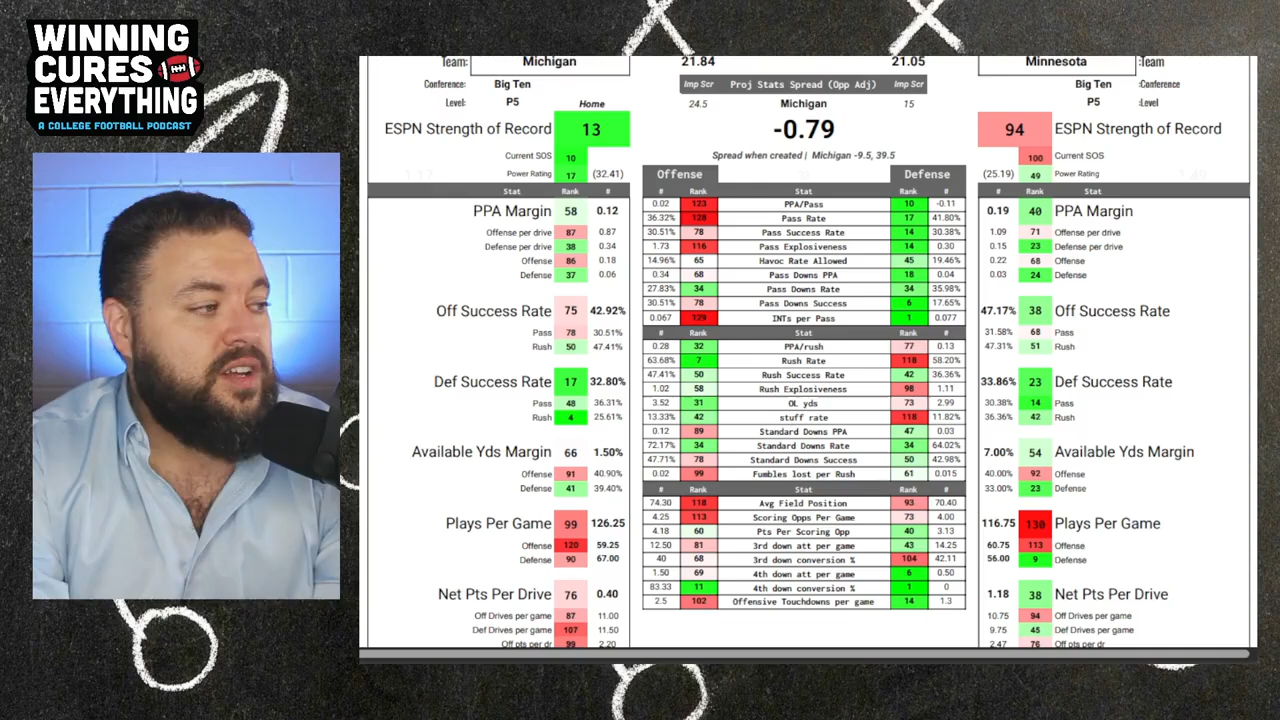 WINNING
CURES
EVERYTHING
A COLLEGE FOOTBALL PODCAST
Team: Michigan 21.84 21.05 Minnesota :Team
Conference: Big Ten Imp Scr Proj Stats Spread (Opp Adj) Imp Scr Big Ten :Conference
Level: P5 Home 24.5 Michigan 15 P5 :Level
ESPN Strength of Record 13 -0.79 94 ESPN Strength of Record
Current SOS 10 Spread when created | Michigan -9.5, 39.5 100 Current SOS
Power Rating 17 (32.41) (25.19) 49 Power Rating
Offense Defense
Stat Rank # # Rank Stat
# Rank Stat Rank #
0.02 123 PPA/Pass 10 -0.11
36.32% 128 Pass Rate 17 41.80%
30.51% 78 Pass Success Rate 14 30.38%
1.73 116 Pass Explosiveness 14 0.30
14.96% 65 Havoc Rate Allowed 45 19.46%
0.34 68 Pass Downs PPA 18 0.04
27.83% 34 Pass Downs Rate 34 35.98%
30.51% 78 Pass Downs Success 6 17.65%
0.067 129 INTs per Pass 1 0.077
# Rank Stat Rank #
0.28 32 PPA/rush 77 0.13
63.68% 7 Rush Rate 118 58.20%
47.41% 50 Rush Success Rate 42 36.36%
1.02 58 Rush Explosiveness 98 1.11
3.52 31 OL yds 73 2.99
13.33% 42 stuff rate 118 11.82%
0.12 89 Standard Downs PPA 47 0.03
72.17% 34 Standard Downs Rate 34 64.02%
47.71% 78 Standard Downs Success 50 42.98%
0.02 99 Fumbles lost per Rush 61 0.015
# Rank Stat Rank #
74.30 118 Avg Field Position 93 70.40
4.25 113 Scoring Opps Per Game 73 4.00
4.18 60 Pts Per Scoring Opp 40 3.13
12.50 81 3rd down att per game 43 14.25
40 68 3rd down conversion % 104 42.11
1.50 69 4th down att per game 6 0.50
83.33 11 4th down conversion % 1 0
2.5 102 Offensive Touchdowns per game 14 1.3
PPA Margin 58 0.12
Offense per drive 87 0.87
Defense per drive 38 0.34
Offense 86 0.18
Defense 37 0.06
Off Success Rate 75 42.92%
Pass 78 30.51%
Rush 50 47.41%
Def Success Rate 17 32.80%
Pass 48 36.31%
Rush 4 25.61%
Available Yds Margin 66 1.50%
Offense 91 40.90%
Defense 41 39.40%
Plays Per Game 99 126.25
Offense 120 59.25
Defense 90 67.00
Net Pts Per Drive 76 0.40
Off Drives per game 87 11.00
Def Drives per game 107 11.50
Off pts per dr 99 2.20
0.19 40 PPA Margin
1.09 71 Offense per drive
0.15 23 Defense per drive
0.22 68 Offense
0.03 24 Defense
47.17% 38 Off Success Rate
31.58% 68 Pass
47.31% 51 Rush
33.86% 23 Def Success Rate
30.38% 14 Pass
36.36% 42 Rush
7.00% 54 Available Yds Margin
40.00% 92 Offense
33.00% 23 Defense
116.75 130 Plays Per Game
60.75 113 Offense
56.00 9 Defense
1.18 38 Net Pts Per Drive
10.75 94 Off Drives per game
9.75 45 Def Drives per game
2.47 76 Off pts per dr